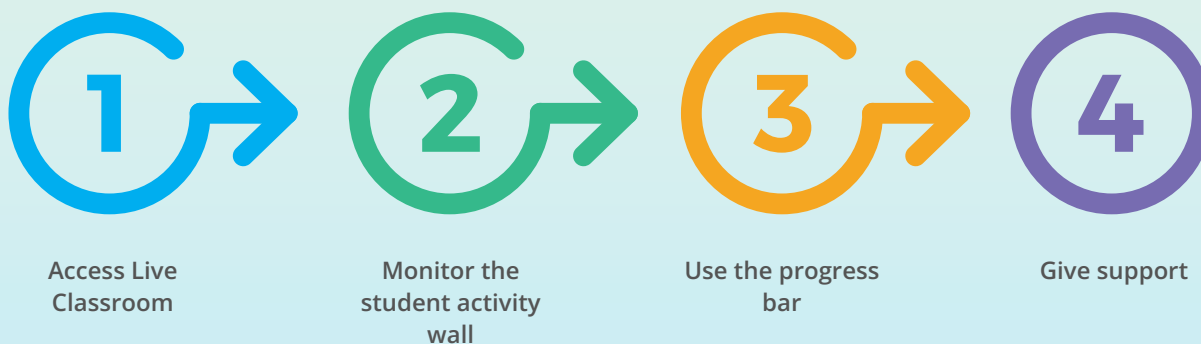 1
2
3
4
Access Live
Classroom
Monitor the
student activity
wall
Use the progress
bar
Give support